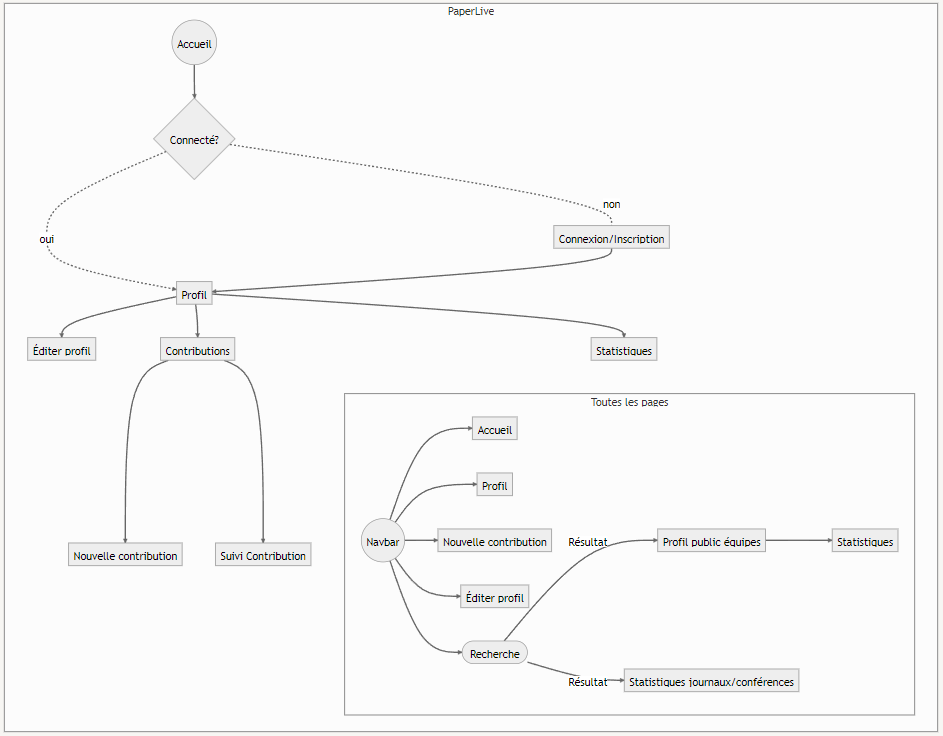 PaperLive
Accueil
Connecté?
non
oui
Connexion/Inscription
Profil
Éditer profil
Contributions
Statistiques
Nouvelle contribution
Suivi Contribution
Toutes les pages
Accueil
Profil
Navbar
Nouvelle contribution
Résultat
Profil public équipes
Statistiques
Éditer profil
Recherche
Résultat
Statistiques journaux/conférences